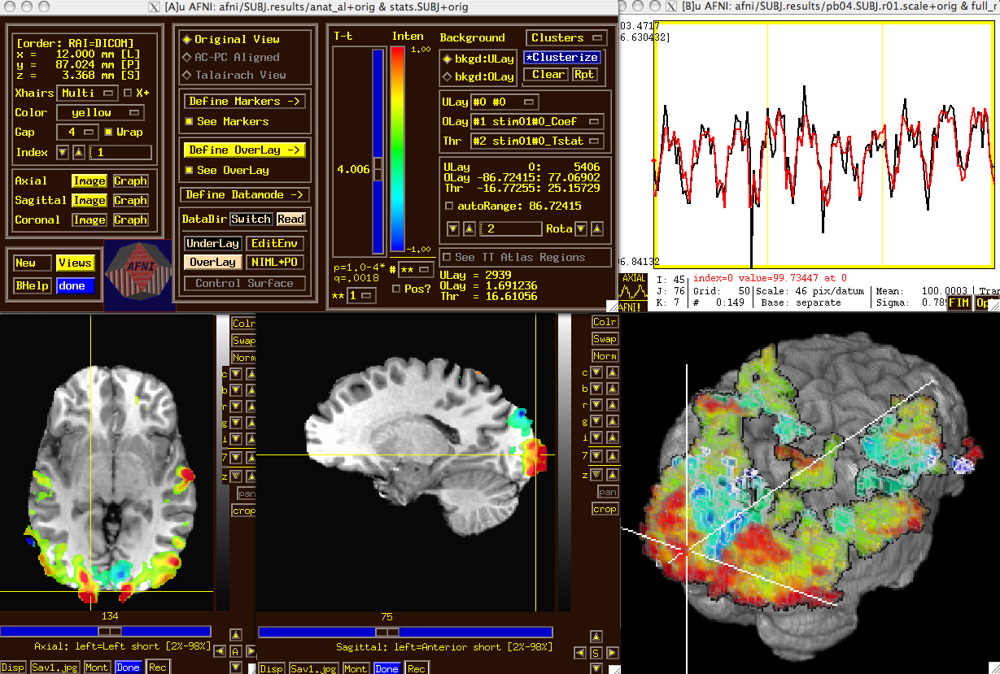 [A]u AFNI: afni/SUBJ.results/anat_al+orig & stats.SUBJ+orig
[order: RAI=DICOM]
x = 12.000 mm [L]
y = 87.024 mm [P]
z = 3.368 mm [S]
Xhairs Multi X+
Color yellow
Gap 4 Wrap
Index 1
Axial Image Graph
Sagittal Image Graph
Coronal Image Graph
New Views
BHelp done
AFNI
Original View
AC-PC Aligned
Talairach View
Define Markers ->
See Markers
Define OverLay ->
See OverLay
Define Datamode ->
DataDir Switch Read
UnderLay EditEnv
OverLay NIML+PO
Control Surface
T-t Inten
1.00
4.006
-1.00
p=1.0-4*
q=.0018
# **
** 1
Pos?
Background Clusters
bkgd:ULay *Clusterize
bkgd:OLay Clear Rpt
ULay #0 #0
OLay #1 stim01#0_Coef
Thr #2 stim01#0_Tstat
ULay 0: 5406
OLay -86.72415: 77.06902
Thr -16.77255: 25.15729
autoRange: 86.72415
2 Rota
See TT Atlas Regions
ULay = 2939
OLay = 1.691236
Thr = 16.61056
[B]u AFNI: afni/SUBJ.results/pb04.SUBJ.r01.scale+orig & full_r
03.4717
6.630432]
96.84132
AXIAL
AFNI!
I: 45
J: 76
K: 7
index=0 value=99.73447 at 0
Grid: 50 Scale: 46 pix/datum Mean: 100.0003
# 0:149 Base: separate Sigma: 0.78
FIM
Colr
Swap
Norm
c
b
r
g
i
7
z
pan
crop
134
Axial: left=Left short [2%-98%]
A
Disp Sav1.jpg Mont Done Rec
Colr
Swap
Norm
c
b
r
g
i
7
z
pan
crop
75
Sagittal: left=Anterior short [2%-98%]
S
Disp Sav1.jpg Mont Done Rec